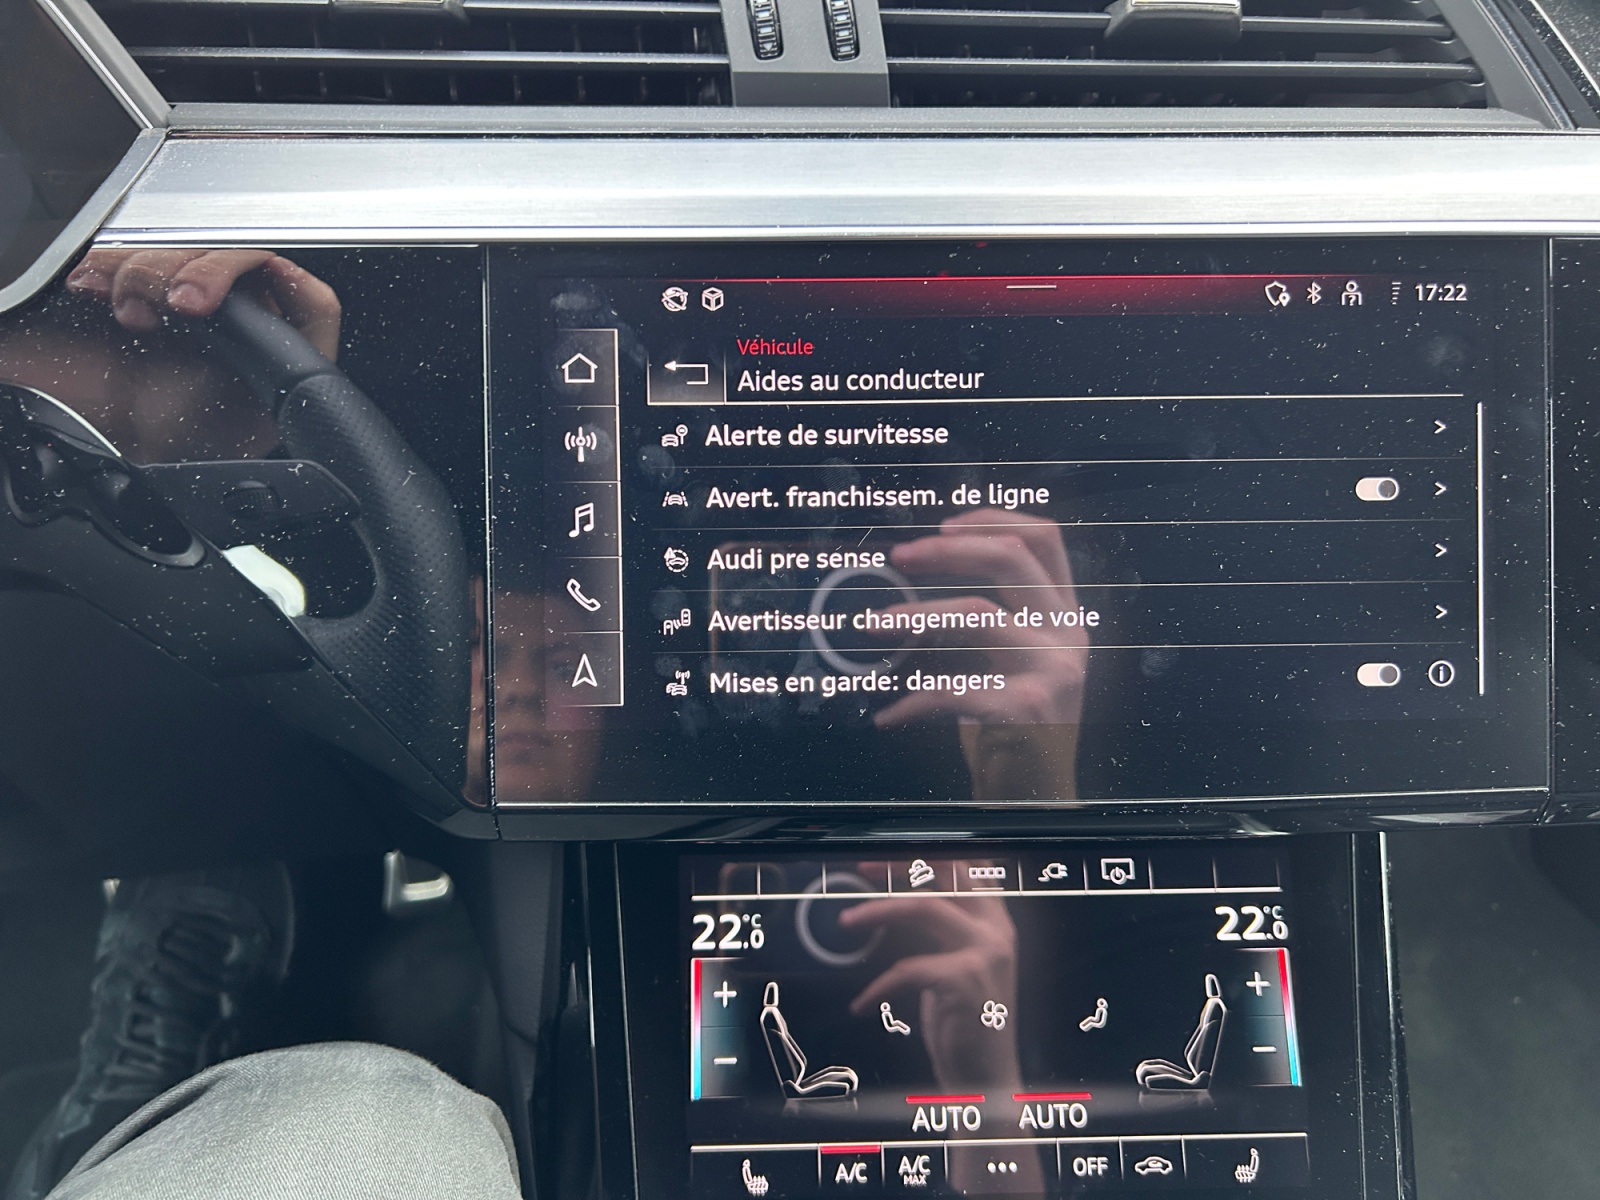 17:22
Véhicule
Aides au conducteur
Alerte de survitesse
Avert. franchissem. de ligne
Audi pre sense
Avertisseur changement de voie
Mises en garde: dangers
22.0 °C 22.0 °C
+ +
- -
AUTO AUTO
A/C A/C MAX ••• OFF